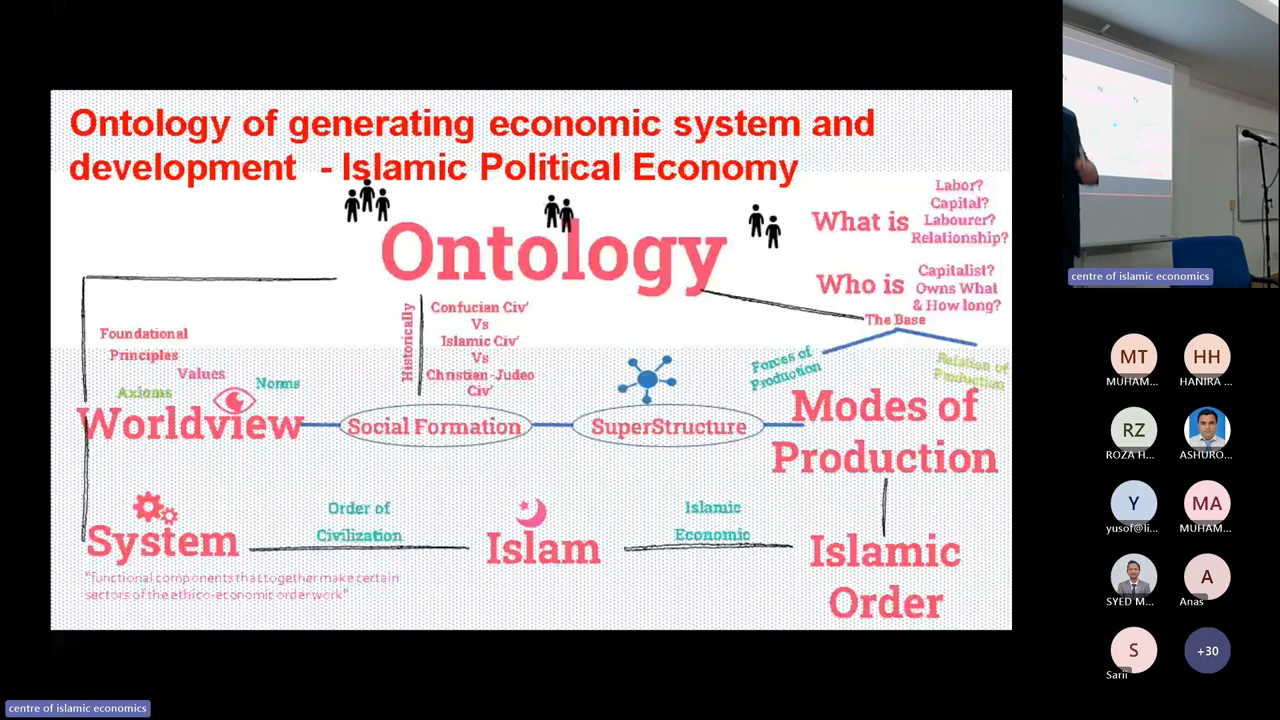 Ontology of generating economic system and
development - Islamic Political Economy
Ontology
What is
Labor?
Capital?
Labourer?
Relationship?
Who is
Capitalist?
Owns What
& How long?
The Base
Forces of
Production
Relation of
Production
Historically
Confucian Civ'
Vs
Islamic Civ'
Vs
Christian-Judeo
Civ'
Foundational
Principles
Values
Axioms
Norms
Worldview
Social Formation
SuperStructure
Modes of
Production
System
Order of
Civilization
Islam
Islamic
Economic
Islamic
Order
"functional components that together make certain
sectors of the ethico-economic order work"
centre of islamic economics
MT
MUHAM...
HH
HANIRA ...
RZ
ROZA H...
ASHURO...
Y
yusof@li...
MA
MUHAM...
SYED M...
A
Anas
S
Sarii
+30
centre of islamic economics